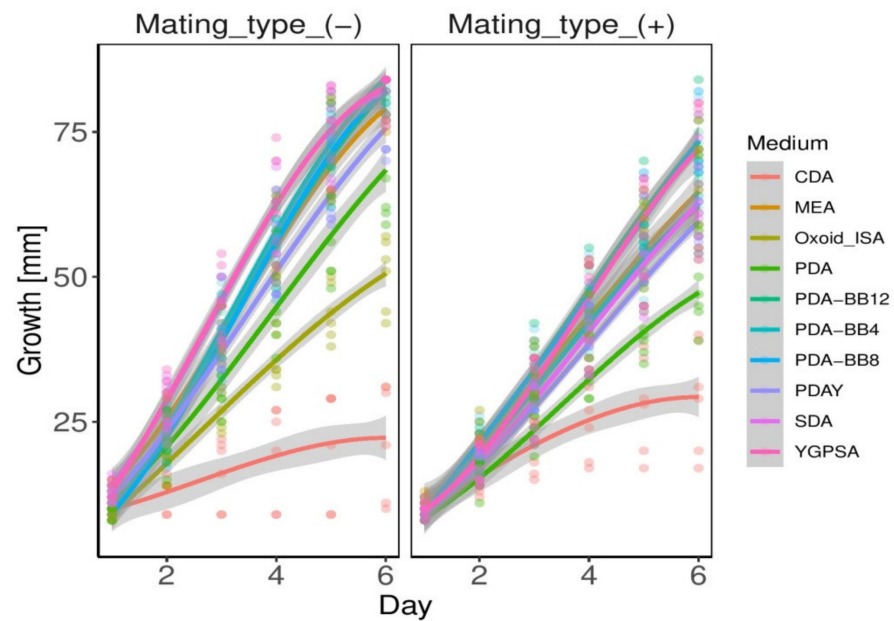 Mating_type_(−) Mating_type_(+)
75
50
25
Growth [mm]
2 4 6 2 4 6
Day
Medium
CDA
MEA
Oxoid_ISA
PDA
PDA−BB12
PDA−BB4
PDA−BB8
PDAY
SDA
YGPSA